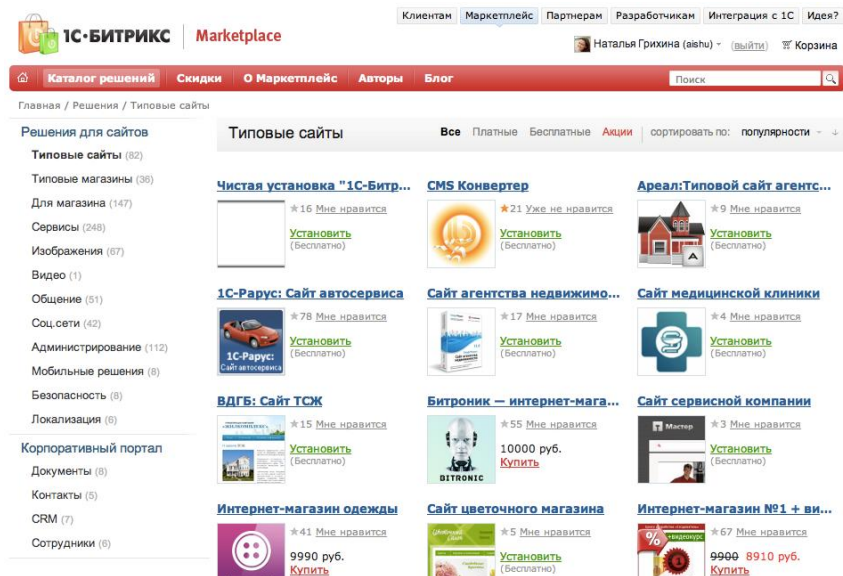 Клиентам Маркетплейс Партнерам Разработчикам Интеграция с 1С Идея?
1С·БИТРИКС Marketplace
Наталья Грихина (aishu) (выйти) Корзина
Каталог решений Скидки О Маркетплейс Авторы Блог Поиск
Главная / Решения / Типовые сайты
Решения для сайтов
Типовые сайты (82)
Типовые магазины (36)
Для магазина (147)
Сервисы (248)
Изображения (67)
Видео (1)
Общение (51)
Соц.сети (42)
Администрирование (112)
Мобильные решения (8)
Безопасность (8)
Локализация (6)
Корпоративный портал
Документы (8)
Контакты (5)
CRM (7)
Сотрудники (6)
Типовые сайты Все Платные Бесплатные Акции сортировать по: популярности
Чистая установка "1С-Битр... CMS Конвертер Ареал:Типовой сайт агентс...
16 Мне нравится 21 Уже не нравится 9 Мне нравится
Установить Установить Установить
(Бесплатно) (Бесплатно) (Бесплатно)
1С-Рарус: Сайт автосервиса Сайт агентства недвижимо... Сайт медицинской клиники
78 Мне нравится 17 Мне нравится 4 Мне нравится
Установить Установить Установить
(Бесплатно) (Бесплатно) (Бесплатно)
1С-Рарус:
Сайт автосервиса
ВДГБ: Сайт ТСЖ Битроник — интернет-мага... Сайт сервисной компании
15 Мне нравится 55 Мне нравится 3 Мне нравится
Мастер
Установить 10000 руб. Установить
(Бесплатно) Купить (Бесплатно)
BITRONIC
Интернет-магазин одежды Сайт цветочного магазина Интернет-магазин №1 + ви...
41 Мне нравится 5 Мне нравится 67 Мне нравится
% +видеокурс
9990 руб. Установить 9900 8910 руб.
Купить (Бесплатно) Купить